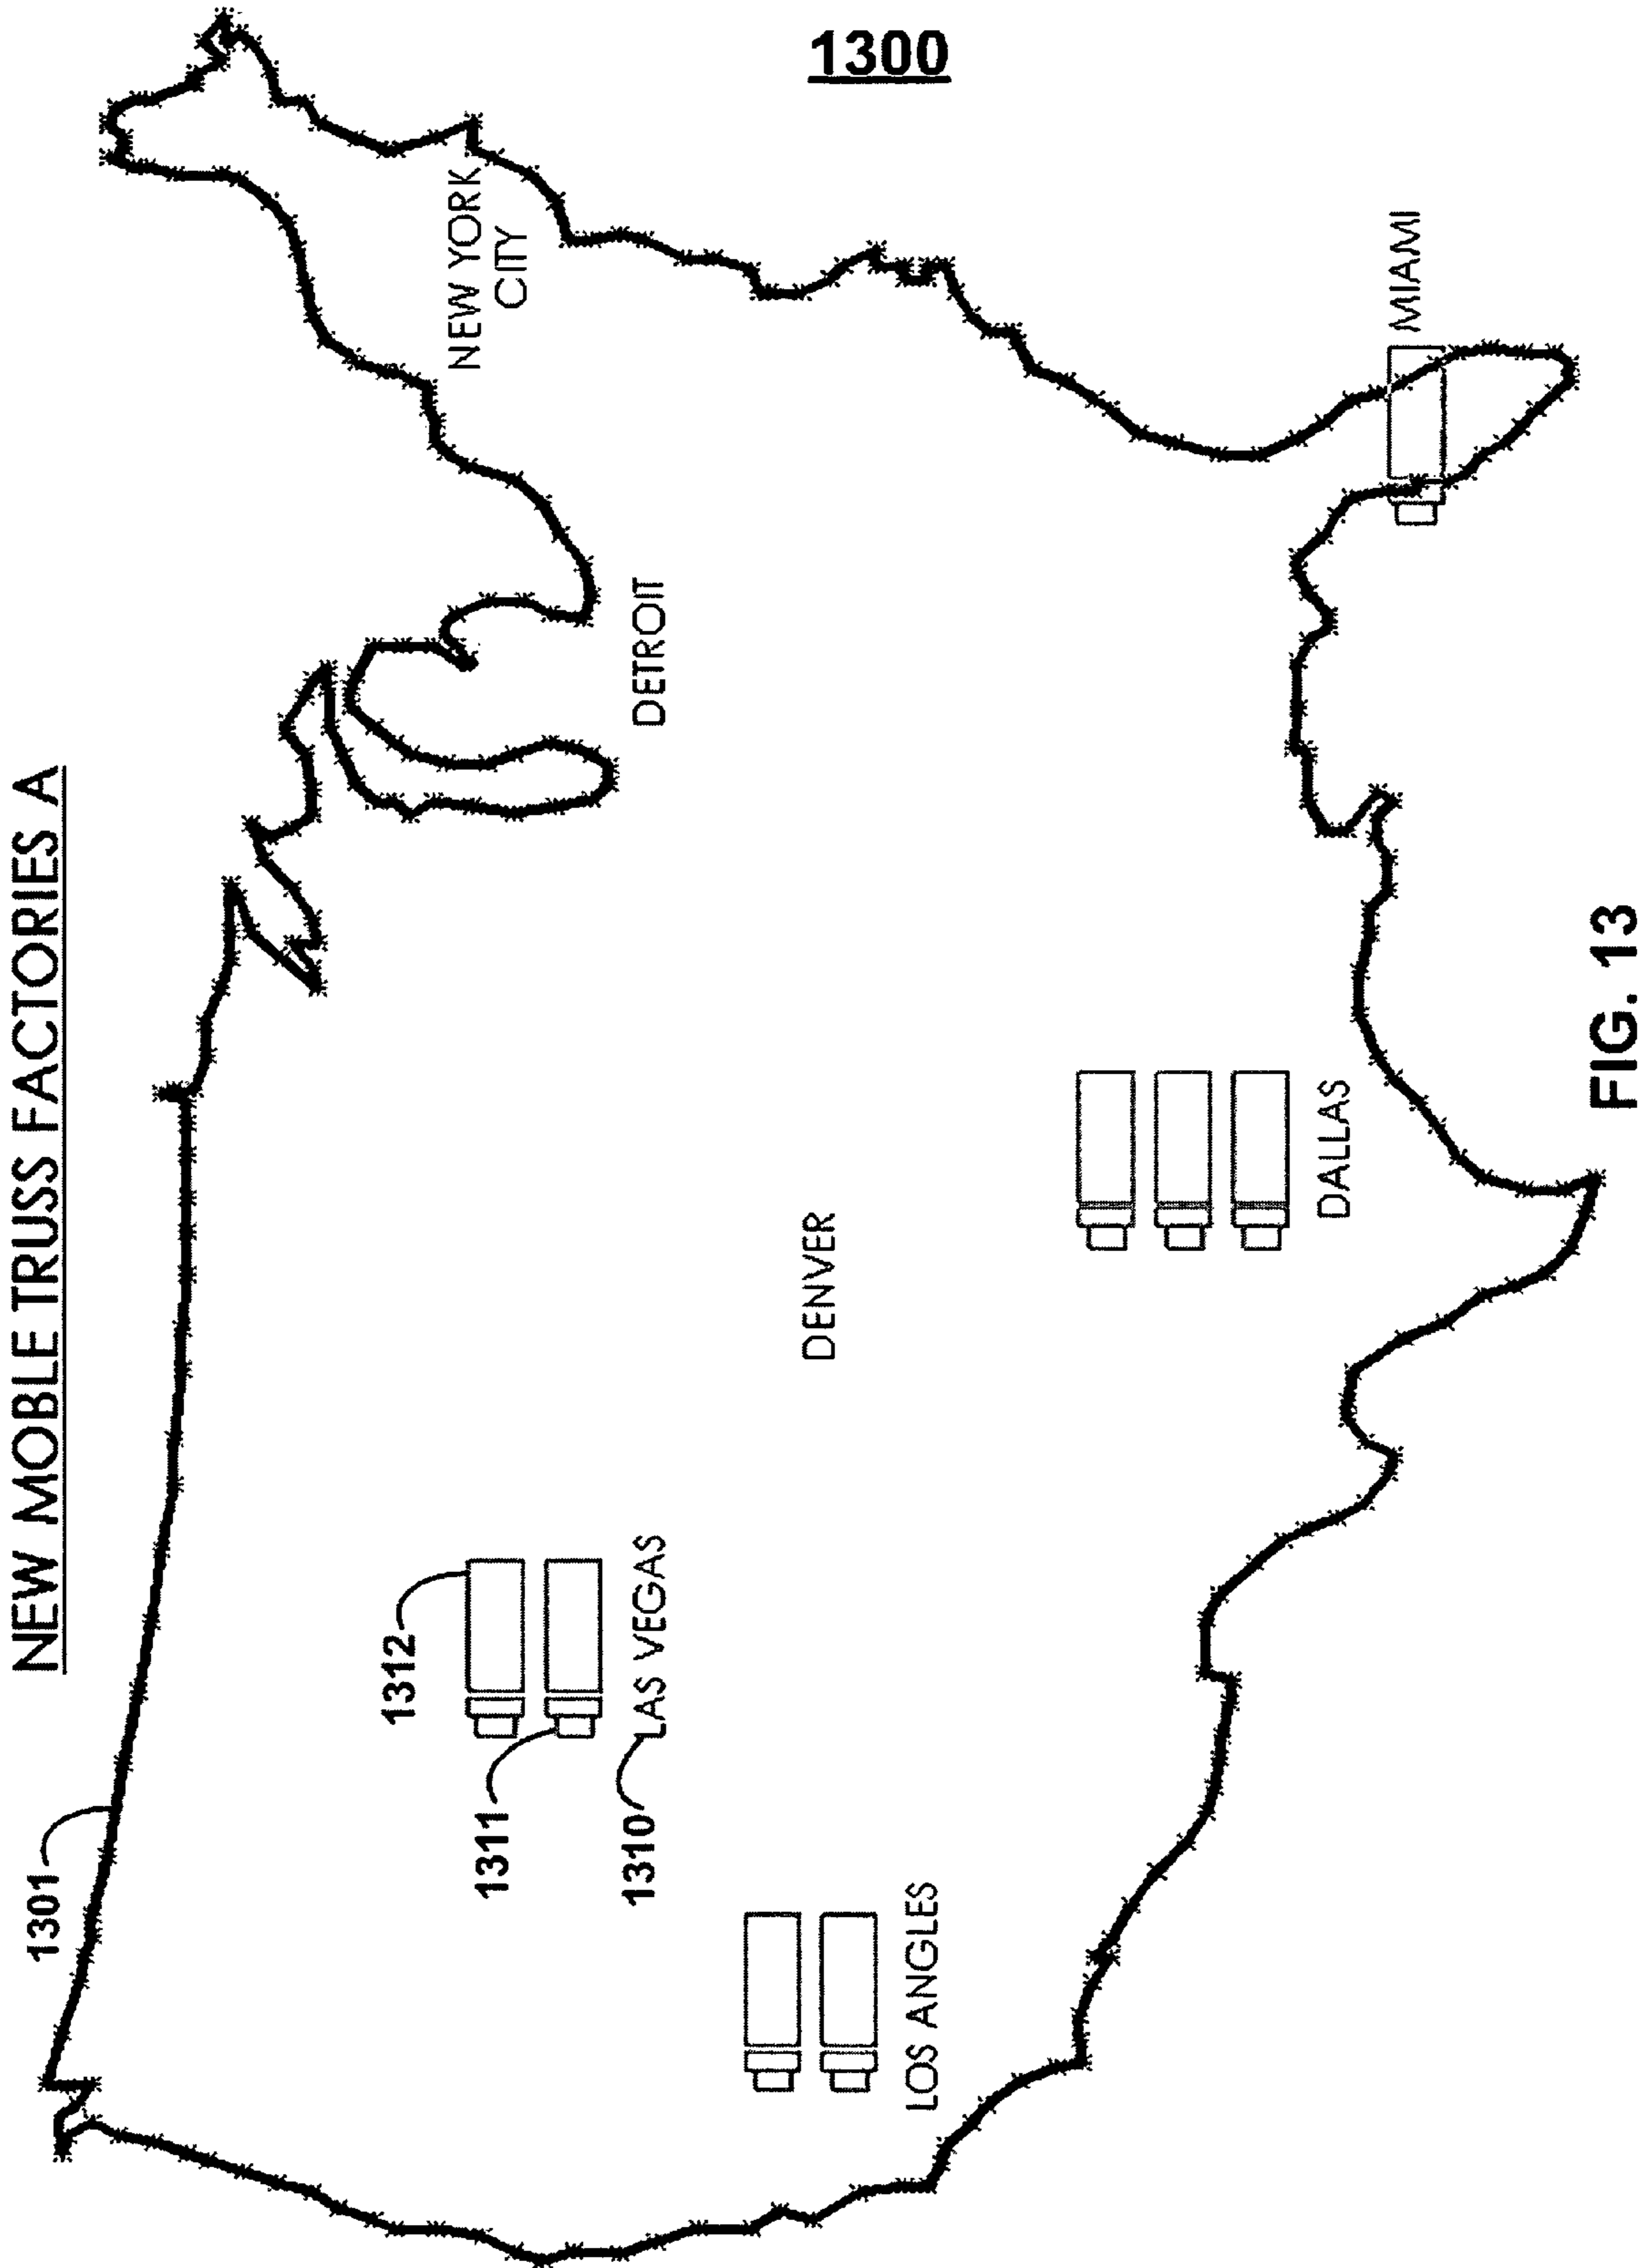 NEW MOBLE TRUSS FACTORIES A
1301
1312
1311
1310
LAS VEGAS
LOS ANGLES
DENVER
DALLAS
DETROIT
NEW YORK
CITY
MIAMI
1300
FIG. 13